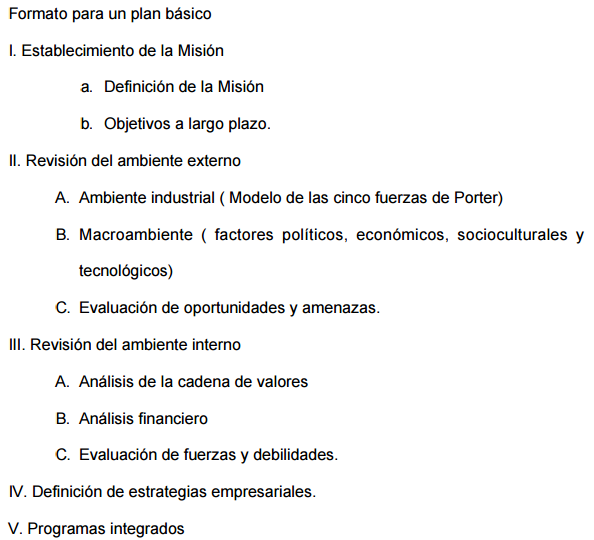 Formato para un plan básico
I. Establecimiento de la Misión
a. Definición de la Misión
b. Objetivos a largo plazo.
II. Revisión del ambiente externo
A. Ambiente industrial ( Modelo de las cinco fuerzas de Porter)
B. Macroambiente ( factores políticos, económicos, socioculturales y
tecnológicos)
C. Evaluación de oportunidades y amenazas.
III. Revisión del ambiente interno
A. Análisis de la cadena de valores
B. Análisis financiero
C. Evaluación de fuerzas y debilidades.
IV. Definición de estrategias empresariales.
V. Programas integrados